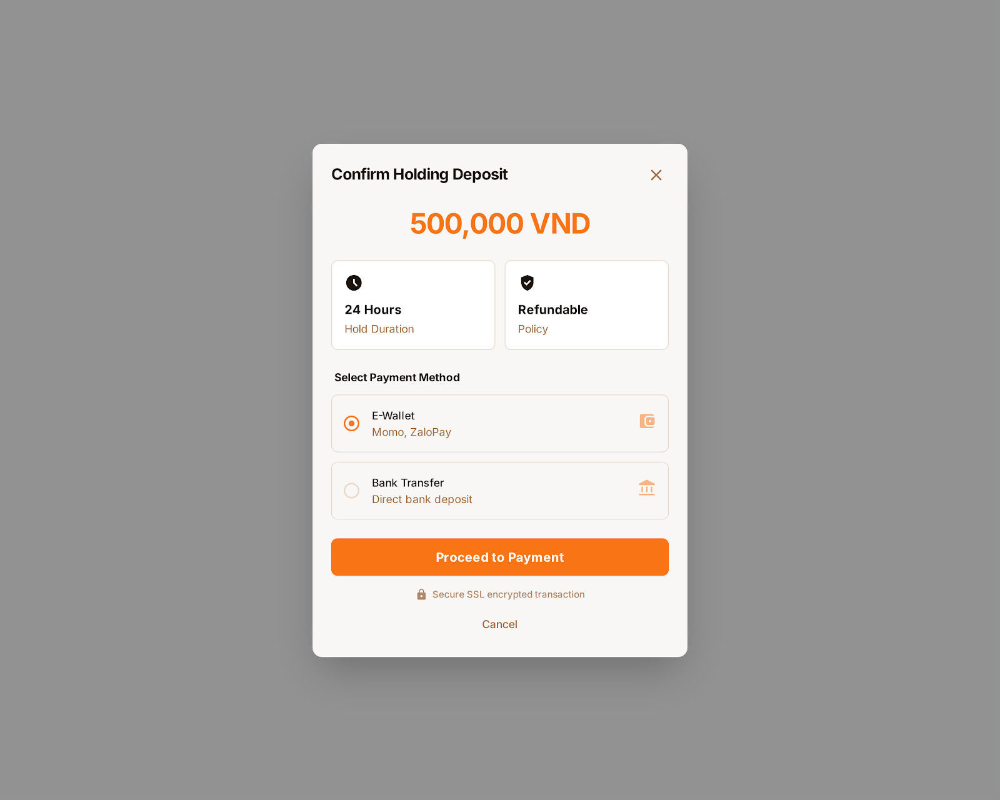 Confirm Holding Deposit
500,000 VND
24 Hours
Hold Duration
Refundable
Policy
Select Payment Method
E-Wallet
Momo, ZaloPay
Bank Transfer
Direct bank deposit
Proceed to Payment
Secure SSL encrypted transaction
Cancel